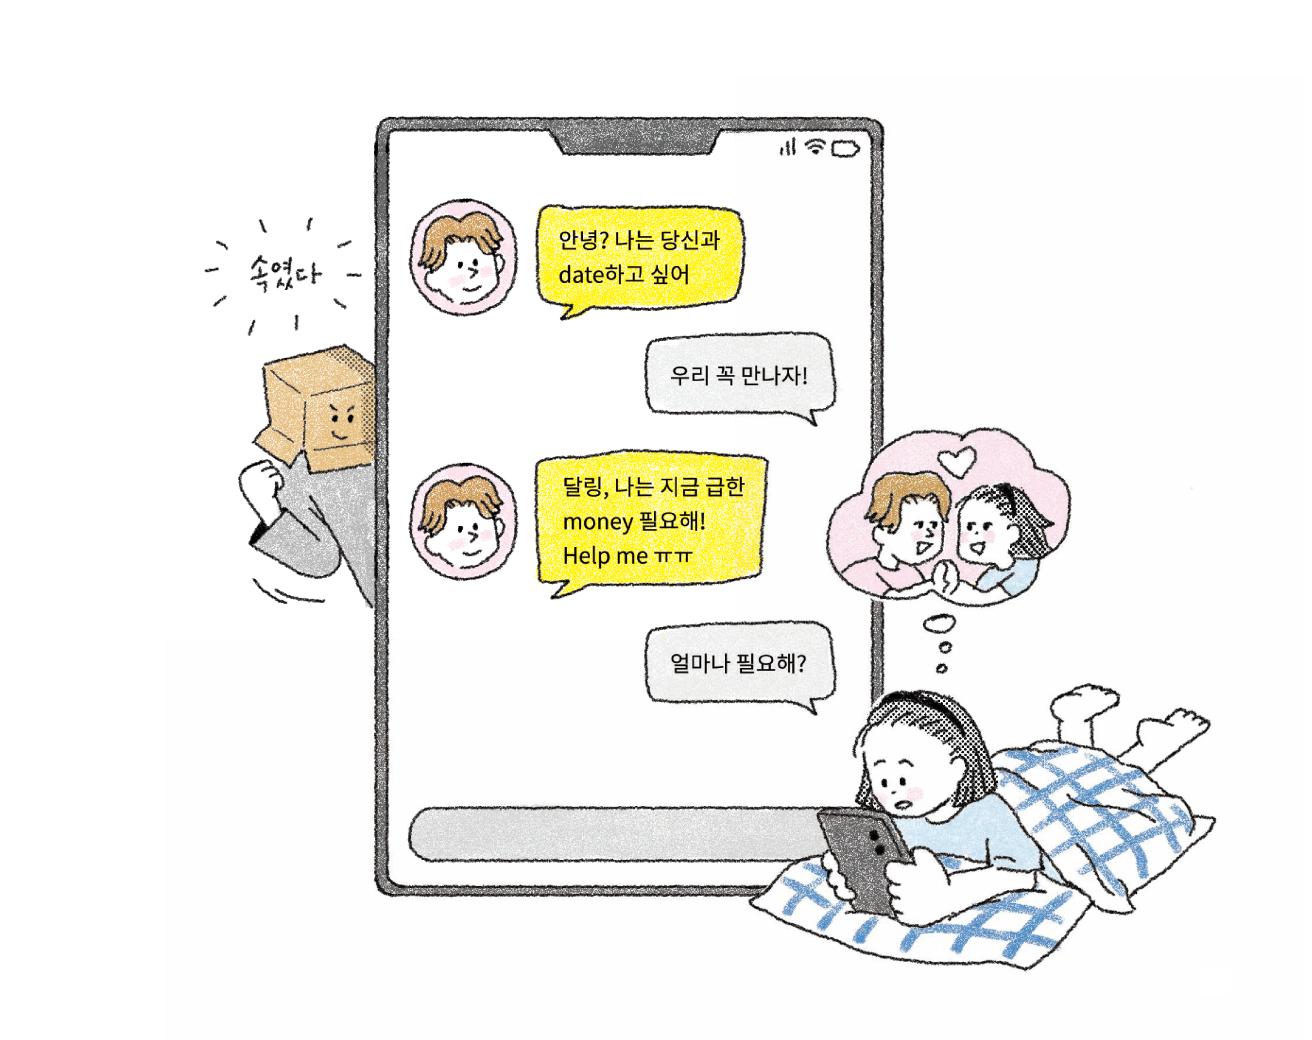 속였다
안녕? 나는 당신과
date하고 싶어
우리 꼭 만나자!
달링, 나는 지금 급한
money 필요해!
Help me ㅠㅠ
얼마나 필요해?